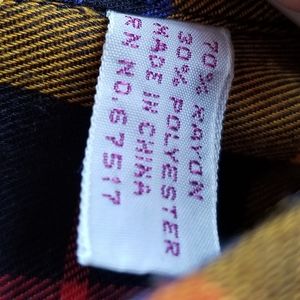 70% RAYON
30% POLYESTER
MADE IN CHINA
RN NO. 67517